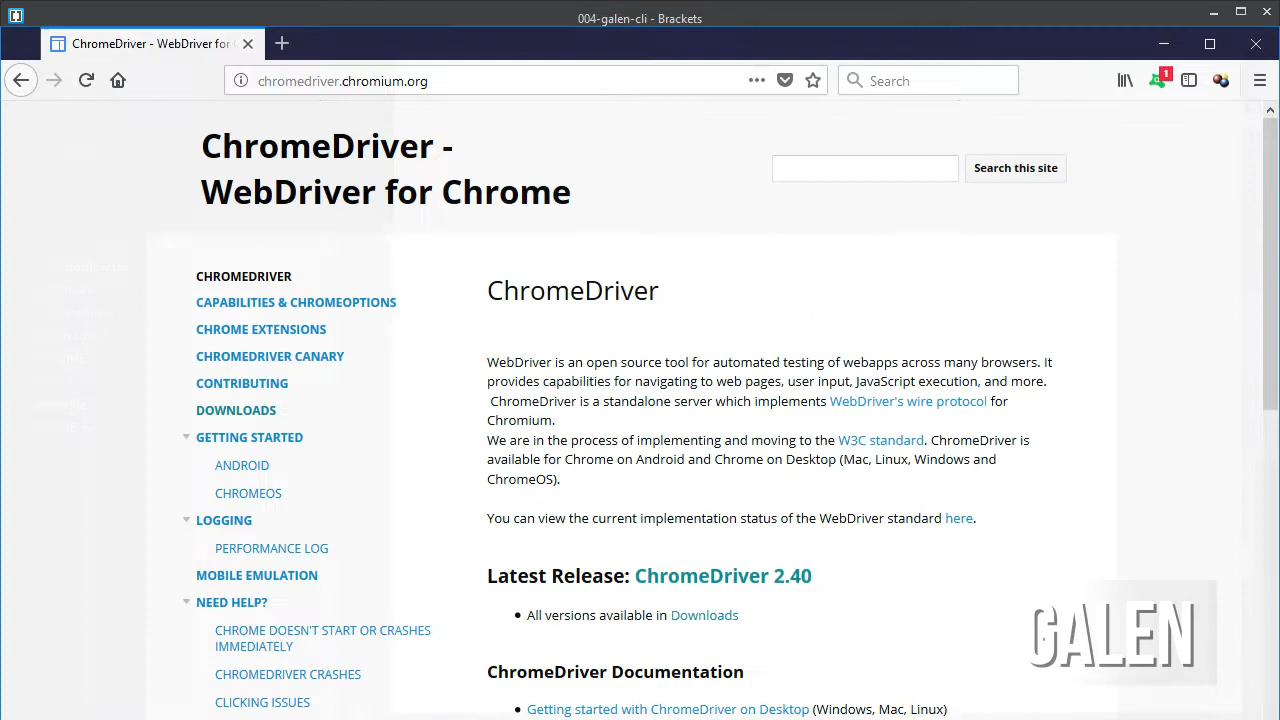 004-galen-cli - Brackets
ChromeDriver - WebDriver for
chromedriver.chromium.org
Search
1
ChromeDriver -
WebDriver for Chrome
Search this site
CHROMEDRIVER
CAPABILITIES & CHROMEOPTIONS
CHROME EXTENSIONS
CHROMEDRIVER CANARY
CONTRIBUTING
DOWNLOADS
GETTING STARTED
ANDROID
CHROMEOS
LOGGING
PERFORMANCE LOG
MOBILE EMULATION
NEED HELP?
CHROME DOESN'T START OR CRASHES
IMMEDIATELY
CHROMEDRIVER CRASHES
CLICKING ISSUES
ChromeDriver
WebDriver is an open source tool for automated testing of webapps across many browsers. It
provides capabilities for navigating to web pages, user input, JavaScript execution, and more.
ChromeDriver is a standalone server which implements WebDriver's wire protocol for
Chromium.
We are in the process of implementing and moving to the W3C standard. ChromeDriver is
available for Chrome on Android and Chrome on Desktop (Mac, Linux, Windows and
ChromeOS).
You can view the current implementation status of the WebDriver standard here.
Latest Release: ChromeDriver 2.40
All versions available in Downloads
ChromeDriver Documentation
Getting started with ChromeDriver on Desktop (Windows, Mac, Linux)
GALEN